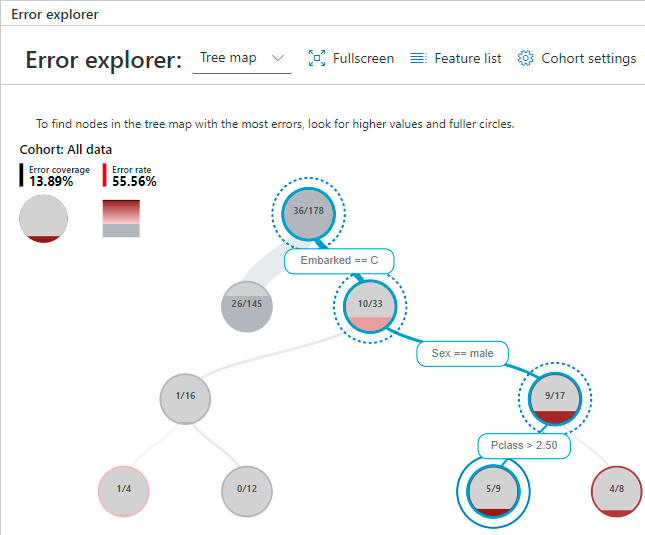 Error explorer
Error explorer: Tree map Fullscreen Feature list Cohort settings
To find nodes in the tree map with the most errors, look for higher values and fuller circles.
Cohort: All data
Error coverage Error rate
13.89% 55.56%
36/178
Embarked == C
26/145 10/33
Sex == male
1/16 9/17
Pclass > 2.50
1/4 0/12 5/9 4/8